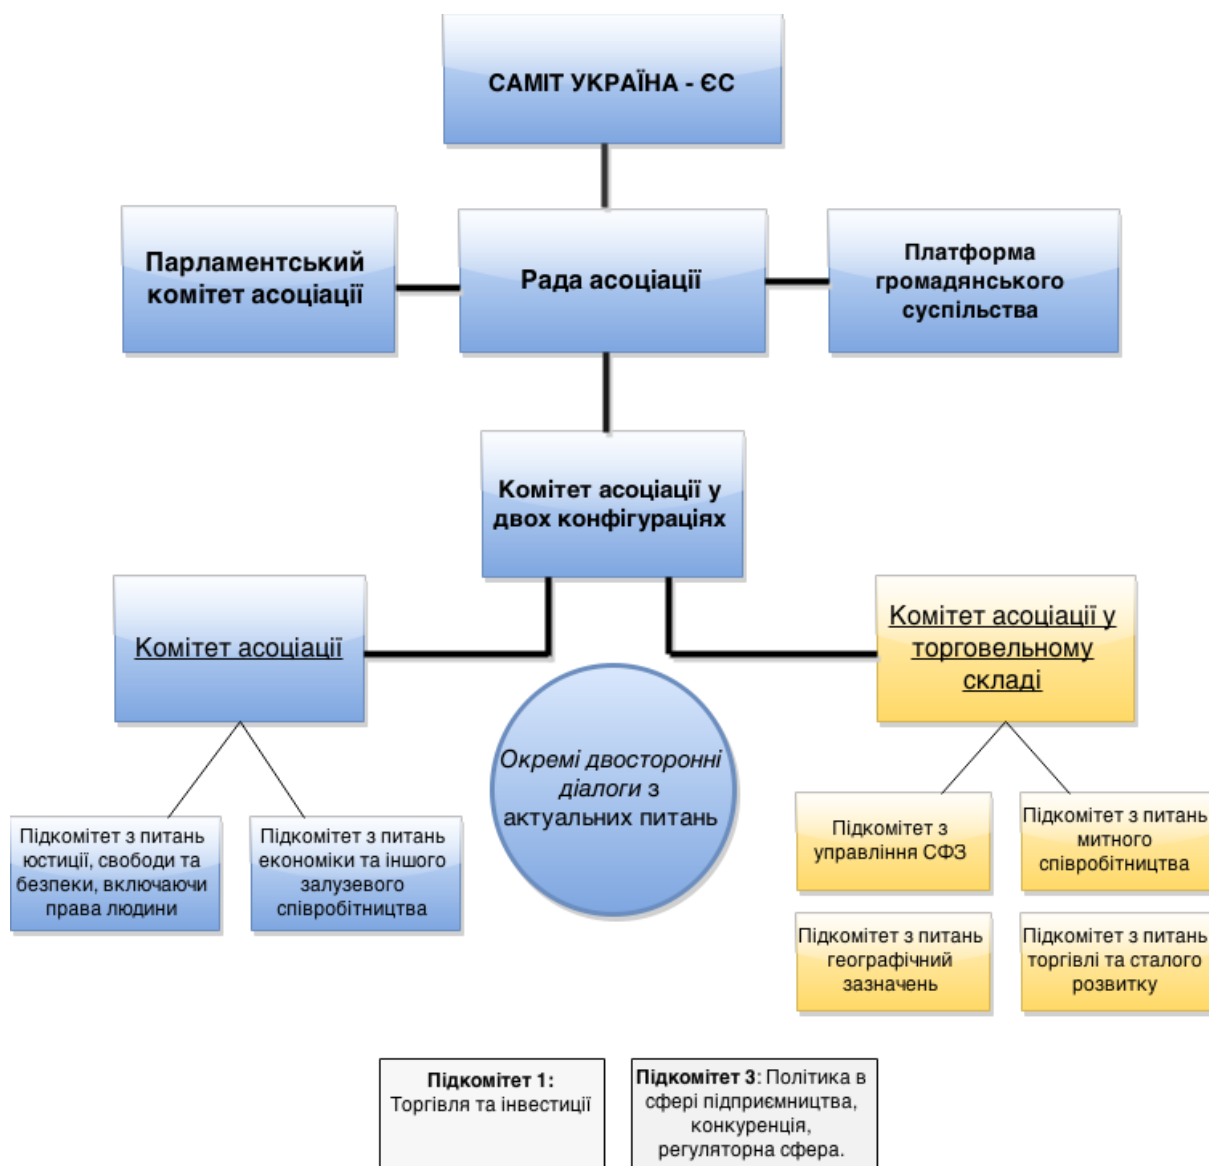 САМІТ УКРАЇНА - ЄС
Парламентський
комітет асоціації
Рада асоціації
Платформа
громадянського
суспільства
Комітет асоціації у
двох конфігураціях
Комітет асоціації
Комітет асоціації у
торговельному
складі
Окремі двосторонні
діалоги з
актуальних питань
Підкомітет з питань
юстиції, свободи та
безпеки, включаючи
права людини
Підкомітет з питань
економіки та іншого
залузевого
співробітництва
Підкомітет з
управління СФЗ
Підкомітет з питань
митного
співробітництва
Підкомітет з питань
географічний
зазначень
Підкомітет з питань
торгівлі та сталого
розвитку
Підкомітет 1:
Торгівля та інвестиції
Підкомітет 3: Політика в
сфері підприємництва,
конкуренція,
регуляторна сфера.